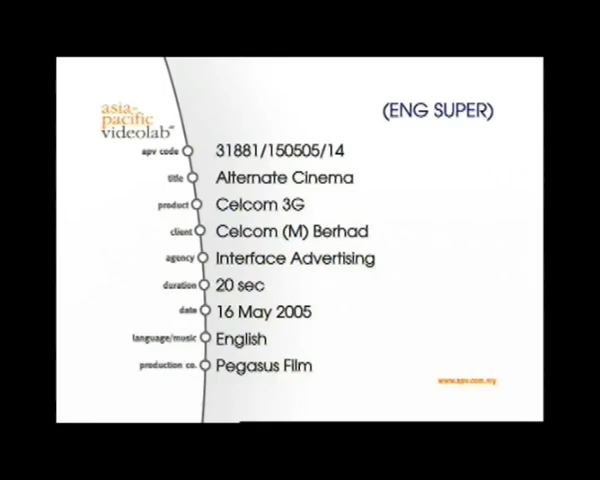 asia-
pacific
videolab
(ENG SUPER)
apv code 31881/150505/14
title Alternate Cinema
product Celcom 3G
client Celcom (M) Berhad
agency Interface Advertising
duration 20 sec
date 16 May 2005
language/music English
production co. Pegasus Film
www.apv.com.my